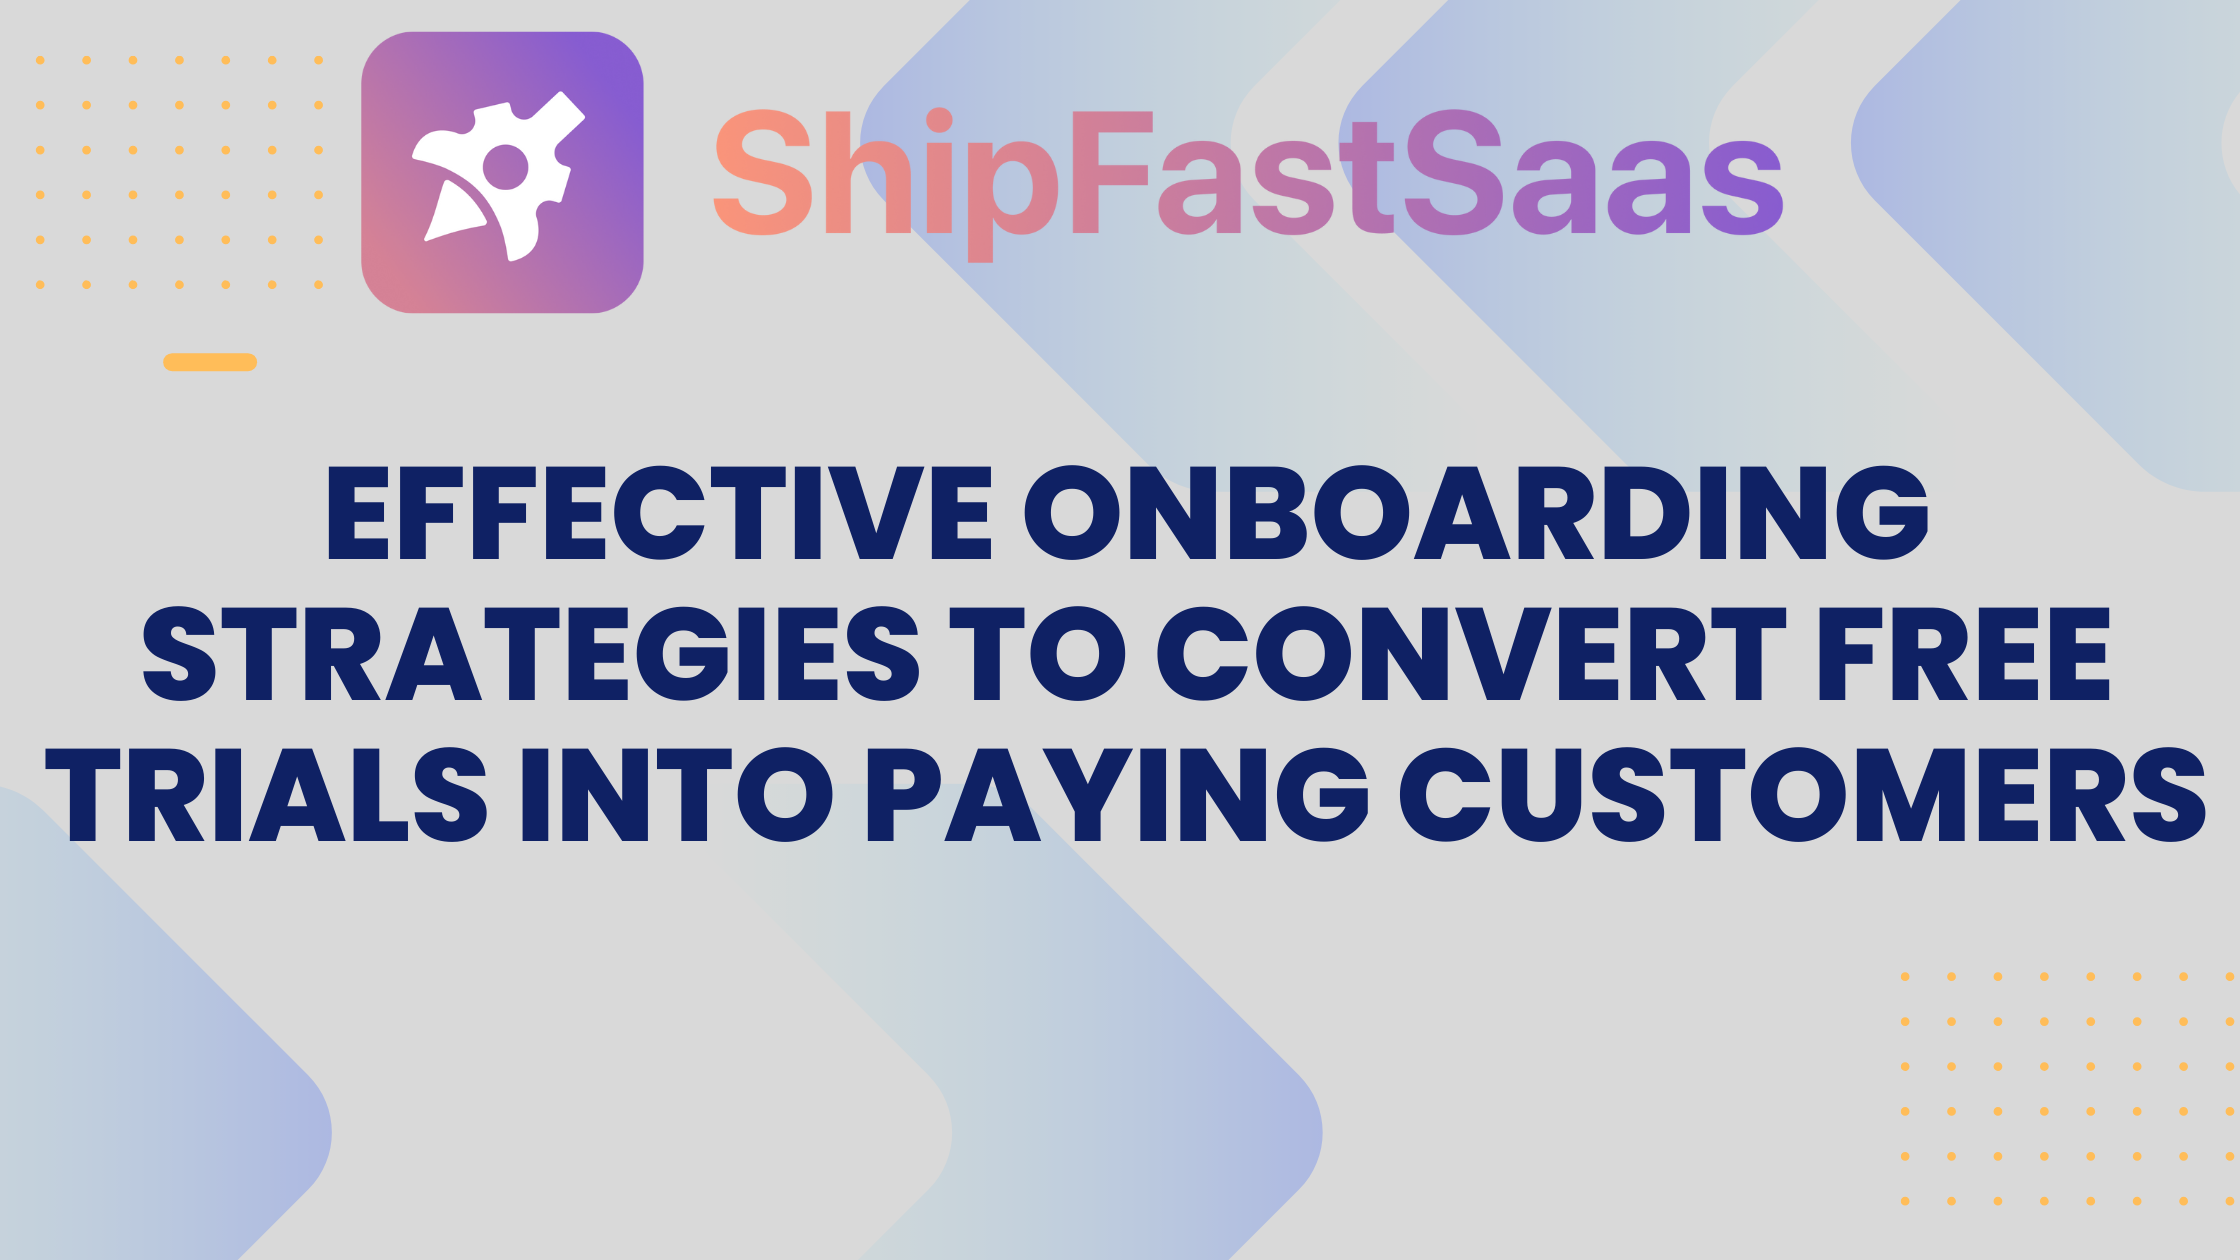 ShipFastSaas
EFFECTIVE ONBOARDING
STRATEGIES TO CONVERT FREE
TRIALS INTO PAYING CUSTOMERS